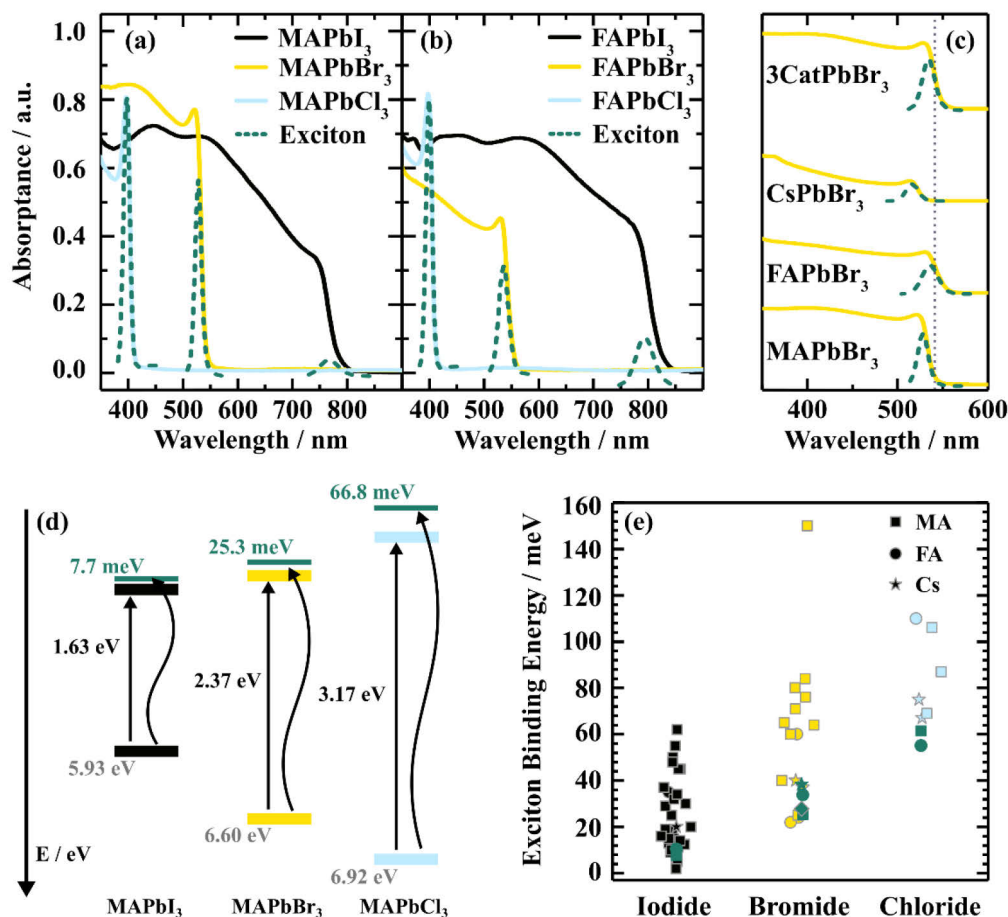 (a)
MAPbI₃
MAPbBr₃
MAPbCl₃
Exciton
(b)
FAPbI₃
FAPbBr₃
FAPbCl₃
Exciton
(c)
3CatPbBr₃
CsPbBr₃
FAPbBr₃
MAPbBr₃
Absorptance / a.u.
1.0
0.8
0.6
0.4
0.2
0.0
400 500 600 700 800
400 500 600 700 800
400 500 600
Wavelength / nm
Wavelength / nm
Wavelength / nm
(d)
7.7 meV
25.3 meV
66.8 meV
1.63 eV
2.37 eV
3.17 eV
5.93 eV
6.60 eV
6.92 eV
E / eV
MAPbI₃ MAPbBr₃ MAPbCl₃
(e)
MA
FA
Cs
Exciton Binding Energy / meV
160
140
120
100
80
60
40
20
0
Iodide Bromide Chloride